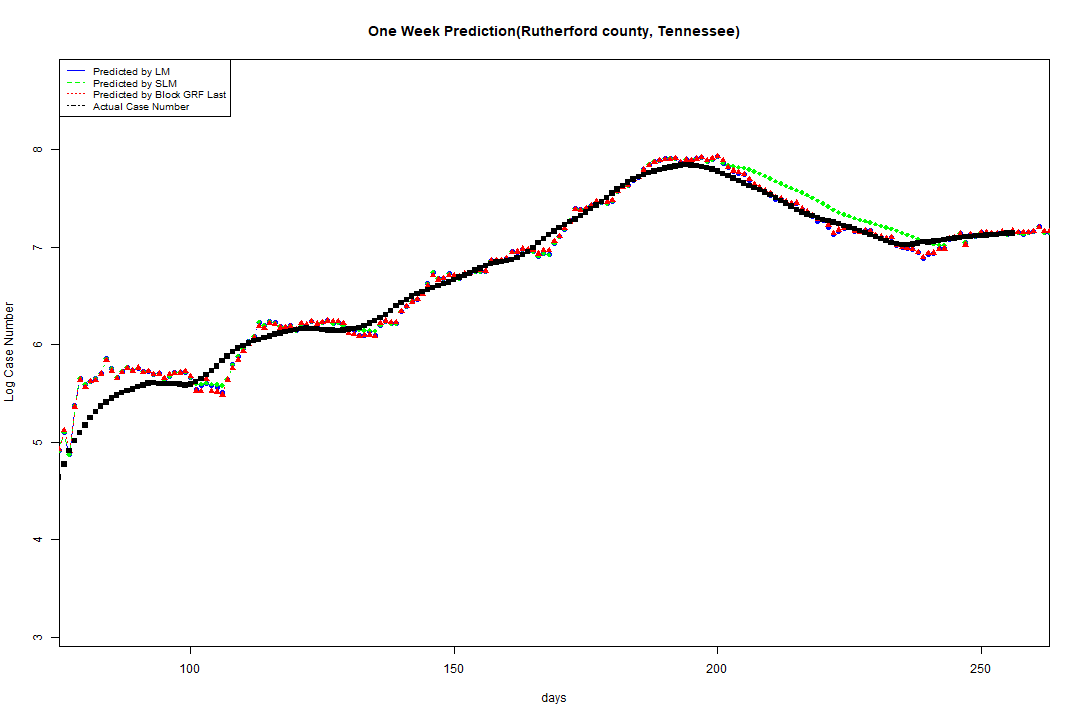 One Week Prediction(Rutherford county, Tennessee)
Predicted by LM
Predicted by SLM
Predicted by Block GRF Last
Actual Case Number
8
7
6
5
4
3
Log Case Number
100 150 200 250
days